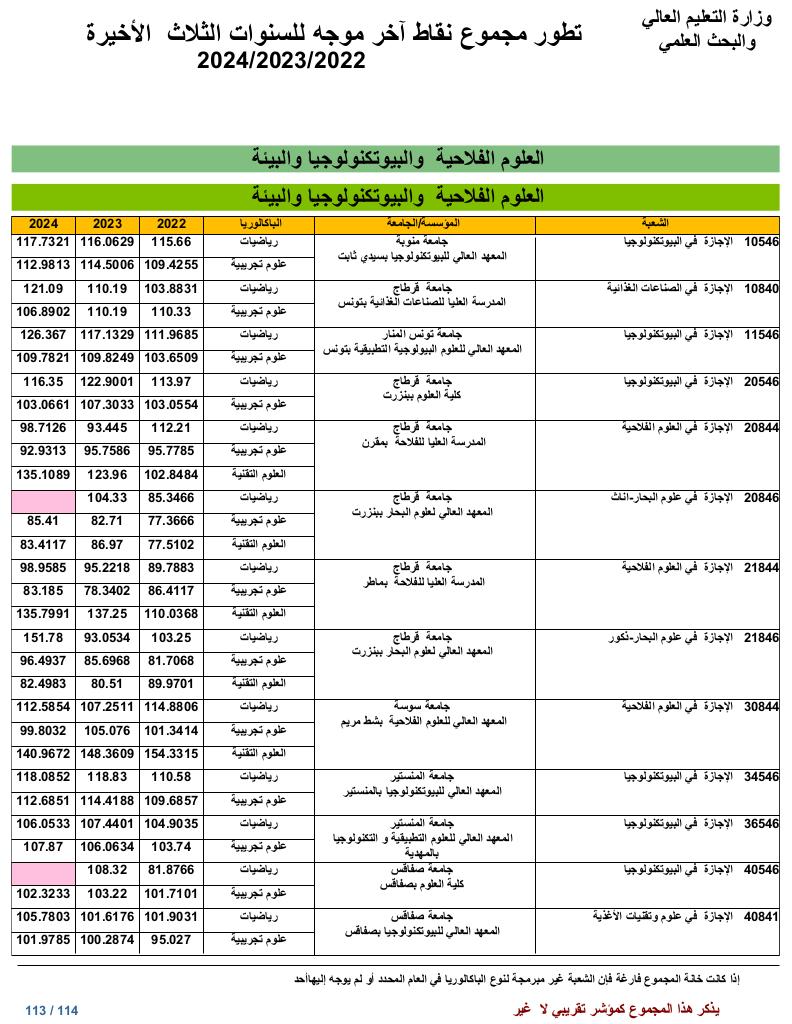 وزارة التعليم العالي
والبحث العلمي
تطور مجموع نقاط آخر موجه للسنوات الثلاث الأخيرة
2024/2023/2022
العلوم الفلاحية والبيوتكنولوجيا والبيئة
العلوم الفلاحية والبيوتكنولوجيا والبيئة
الشعبة المؤسسة/الجامعة الباكالوريا 2022 2023 2024
10546 الإجازة في البيوتكنولوجيا جامعة منوبة رياضيات 115.66 116.0629 117.7321
المعهد العالي للبيوتكنولوجيا بسيدي ثابت علوم تجريبية 109.4255 114.5006 112.9813
10840 الإجازة في الصناعات الغذائية جامعة قرطاج رياضيات 103.8831 110.19 121.09
المدرسة العليا للصناعات الغذائية بتونس علوم تجريبية 110.33 110.19 106.8902
11546 الإجازة في البيوتكنولوجيا جامعة تونس المنار رياضيات 111.9685 117.1329 126.367
المعهد العالي للعلوم البيولوجية التطبيقية بتونس علوم تجريبية 103.6509 109.8249 109.7821
20546 الإجازة في البيوتكنولوجيا جامعة قرطاج رياضيات 113.97 122.9001 116.35
كلية العلوم ببنزرت علوم تجريبية 103.0554 107.3033 103.0661
20844 الإجازة في العلوم الفلاحية جامعة قرطاج رياضيات 112.21 93.445 98.7126
المدرسة العليا للفلاحة بمقرن علوم تجريبية 95.7785 95.7586 92.9313
العلوم التقنية 102.8484 123.96 135.1089
20846 الإجازة في علوم البحار-اناث جامعة قرطاج رياضيات 85.3466 104.33
المعهد العالي لعلوم البحار ببنزرت علوم تجريبية 77.3666 82.71 85.41
العلوم التقنية 77.5102 86.97 83.4117
21844 الإجازة في العلوم الفلاحية جامعة قرطاج رياضيات 89.7883 95.2218 98.9585
المدرسة العليا للفلاحة بماطر علوم تجريبية 86.4117 78.3402 83.185
العلوم التقنية 110.0368 137.25 135.7991
21846 الإجازة في علوم البحار-ذكور جامعة قرطاج رياضيات 103.25 93.0534 151.78
المعهد العالي لعلوم البحار ببنزرت علوم تجريبية 81.7068 85.6968 96.4937
العلوم التقنية 89.9701 80.51 82.4983
30844 الإجازة في العلوم الفلاحية جامعة سوسة رياضيات 114.8806 107.2511 112.5854
المعهد العالي للعلوم الفلاحية بشط مريم علوم تجريبية 101.3414 105.076 99.8032
العلوم التقنية 154.3315 148.3609 140.9672
34546 الإجازة في البيوتكنولوجيا جامعة المنستير رياضيات 110.58 118.83 118.0852
المعهد العالي للبيوتكنولوجيا بالمنستير علوم تجريبية 109.6857 114.4188 112.6851
36546 الإجازة في البيوتكنولوجيا جامعة المنستير رياضيات 104.9035 107.4401 106.0533
المعهد العالي للعلوم التطبيقية و التكنولوجيا علوم تجريبية 103.74 106.0634 107.87
بالمهدية
40546 الإجازة في البيوتكنولوجيا جامعة صفاقس رياضيات 81.8766 108.32
كلية العلوم بصفاقس علوم تجريبية 101.7101 103.22 102.3233
40841 الإجازة في علوم وتقنيات الأغذية جامعة صفاقس رياضيات 101.9031 101.6176 105.7803
المعهد العالي للبيوتكنولوجيا بصفاقس علوم تجريبية 95.027 100.2874 101.9785
إذا كانت خانة المجموع فارغة فإن الشعبة غير مبرمجة لنوع الباكالوريا في العام المحدد أو لم يوجه إليهاأحد
يذكر هذا المجموع كمؤشر تقريبي لا غير
113 / 114